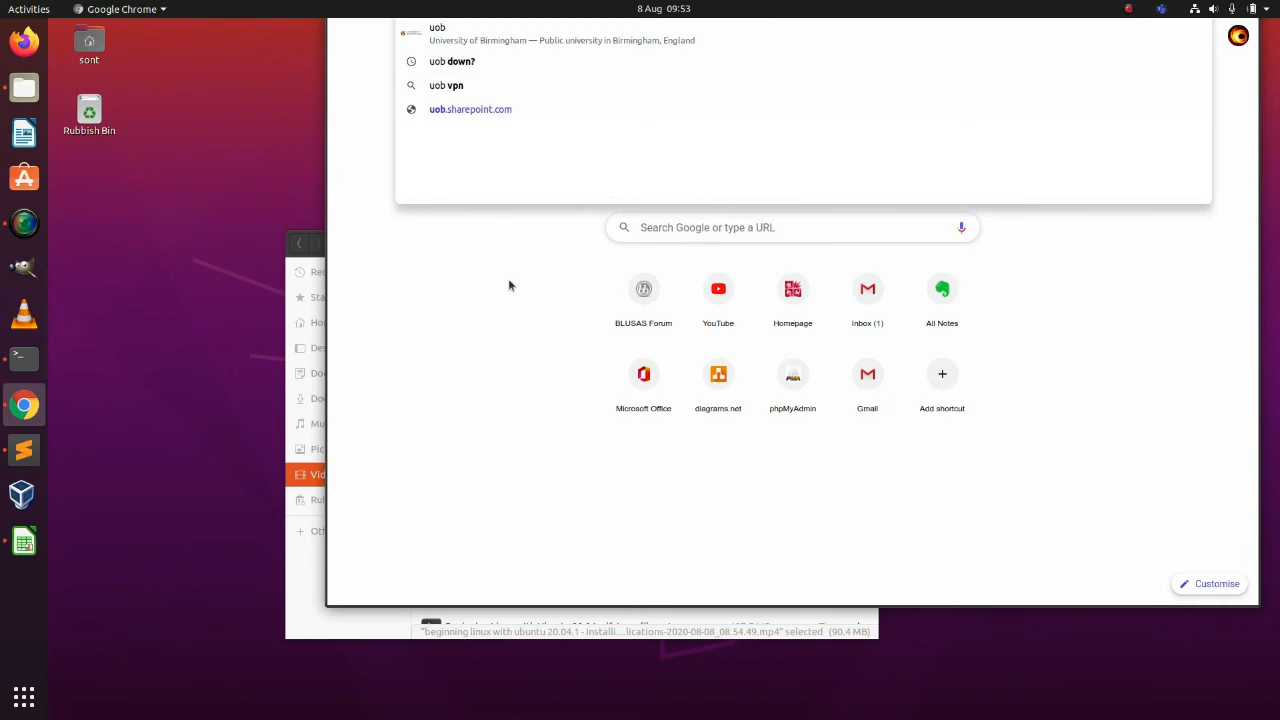 Activities
Google Chrome
8 Aug 09:53
sont
Rubbish Bin
uob
University of Birmingham — Public university in Birmingham, England
uob down?
uob vpn
uob.sharepoint.com
Search Google or type a URL
BLUSAS Forum
YouTube
Homepage
Inbox (1)
All Notes
Microsoft Office
diagrams.net
phpMyAdmin
Gmail
Add shortcut
Customise
"beginning linux with ubuntu 20.04.1 - Installi...lications-2020-08-08_08.54.49.mp4" selected (90.4 MB)